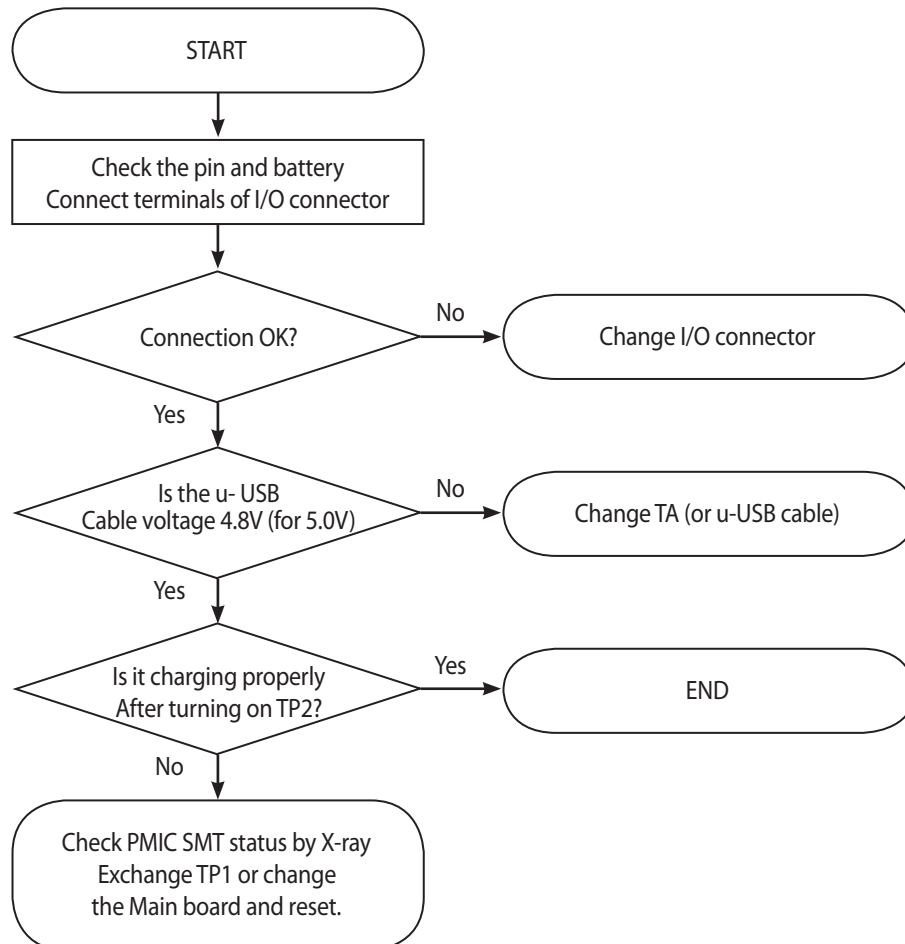 START
Check the pin and battery
Connect terminals of I/O connector
Connection OK?
No
Change I/O connector
Yes
Is the u- USB
Cable voltage 4.8V (for 5.0V)
No
Change TA (or u-USB cable)
Yes
Is it charging properly
After turning on TP2?
Yes
END
No
Check PMIC SMT status by X-ray
Exchange TP1 or change
the Main board and reset.